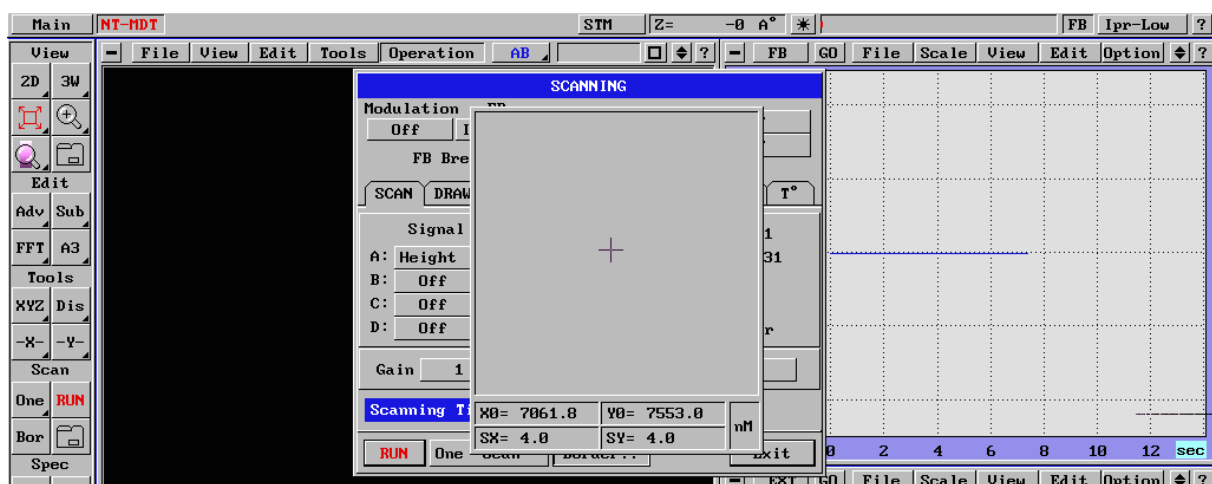 Main NT-MDT STM Z= -0 A° FB Ipr-Low ?
View File View Edit Tools Operation AB ? FB GO File Scale View Edit Option ?
2D 3W
SCANNING
Modulation
Off
FB Bre
Edit
SCAN DRAW T°
Adv Sub
Signal 1
FFT A3
A: Height 31
Tools
B: Off
XYZ Dis
C: Off
D: Off r
-X- -Y-
Scan
Gain 1
One RUN
Scanning Ti
X0= 7061.8 Y0= 7553.0
nM
Bor
SX= 4.0 SY= 4.0
RUN One Exit
0 2 4 6 8 10 12 sec
Spec
EXT GO File Scale View Edit Option ?